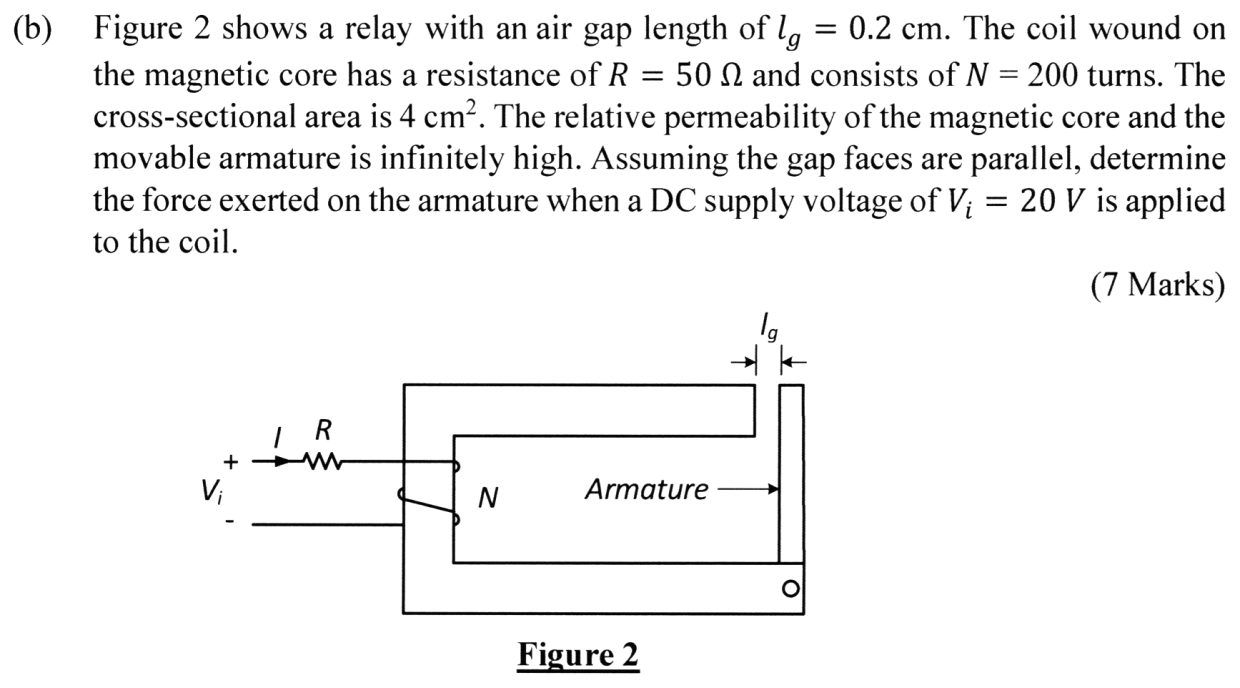 (b) Figure 2 shows a relay with an air gap length of l_g = 0.2 cm. The coil wound on
the magnetic core has a resistance of R = 50 Ω and consists of N = 200 turns. The
cross-sectional area is 4 cm². The relative permeability of the magnetic core and the
movable armature is infinitely high. Assuming the gap faces are parallel, determine
the force exerted on the armature when a DC supply voltage of V_i = 20 V is applied
to the coil.
(7 Marks)
l_g
I R
+
V_i
-
N
Armature
Figure 2